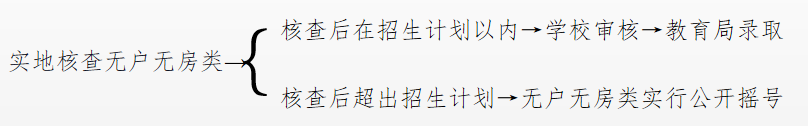 核查后在招生计划以内→学校审核→教育局录取
实地核查无户无房类→
核查后超出招生计划→无户无房类实行公开摇号